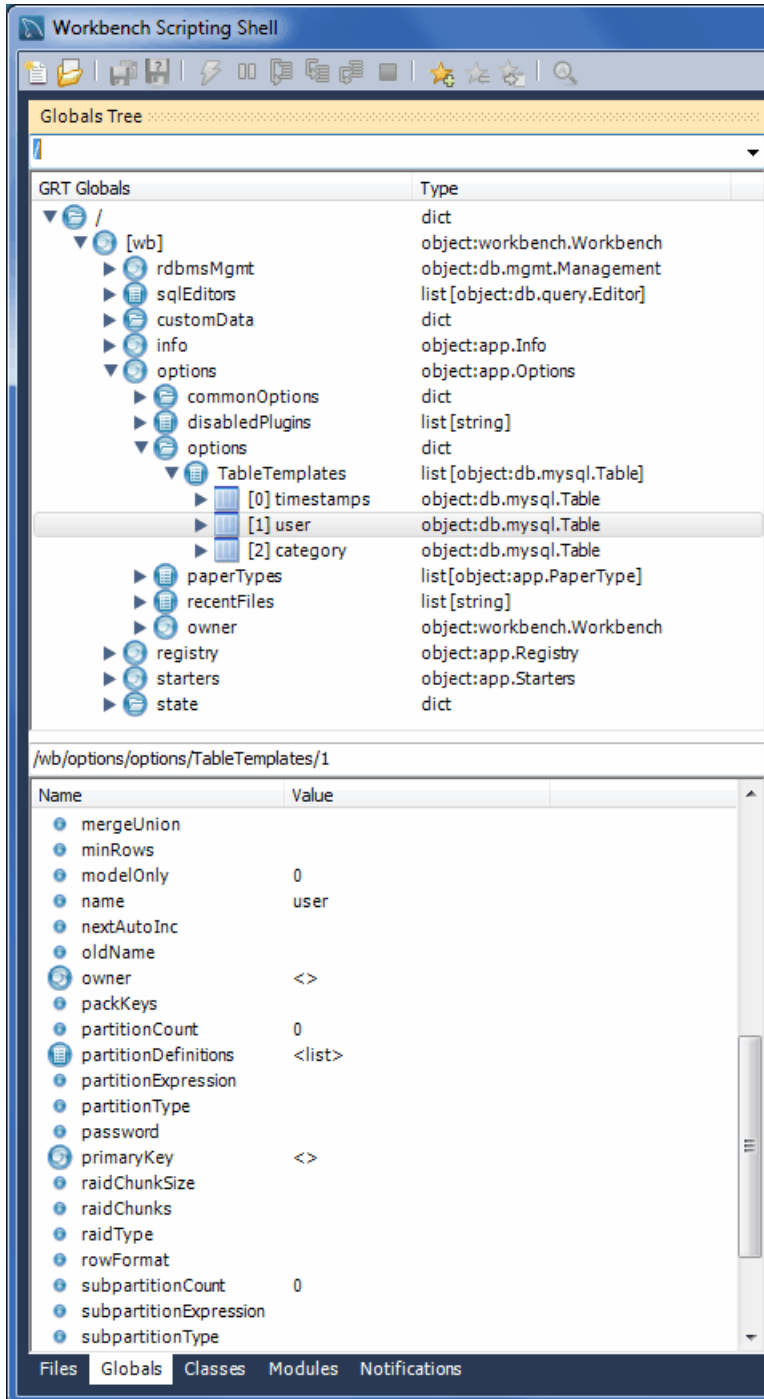 Workbench Scripting Shell
Globals Tree
/
GRT Globals Type
/ dict
[wb] object:workbench.Workbench
rdbmsMgmt object:db.mgmt.Management
sqlEditors list[object:db.query.Editor]
customData dict
info object:app.Info
options object:app.Options
commonOptions dict
disabledPlugins list[string]
options dict
TableTemplates list[object:db.mysql.Table]
[0] timestamps object:db.mysql.Table
[1] user object:db.mysql.Table
[2] category object:db.mysql.Table
paperTypes list[object:app.PaperType]
recentFiles list[string]
owner object:workbench.Workbench
registry object:app.Registry
starters object:app.Starters
state dict
/wb/options/options/TableTemplates/1
Name Value
mergeUnion
minRows
modelOnly 0
name user
nextAutoInc
oldName
owner <>
packKeys
partitionCount 0
partitionDefinitions <list>
partitionExpression
partitionType
password
primaryKey <>
raidChunkSize
raidChunks
raidType
rowFormat
subpartitionCount 0
subpartitionExpression
subpartitionType
Files Globals Classes Modules Notifications